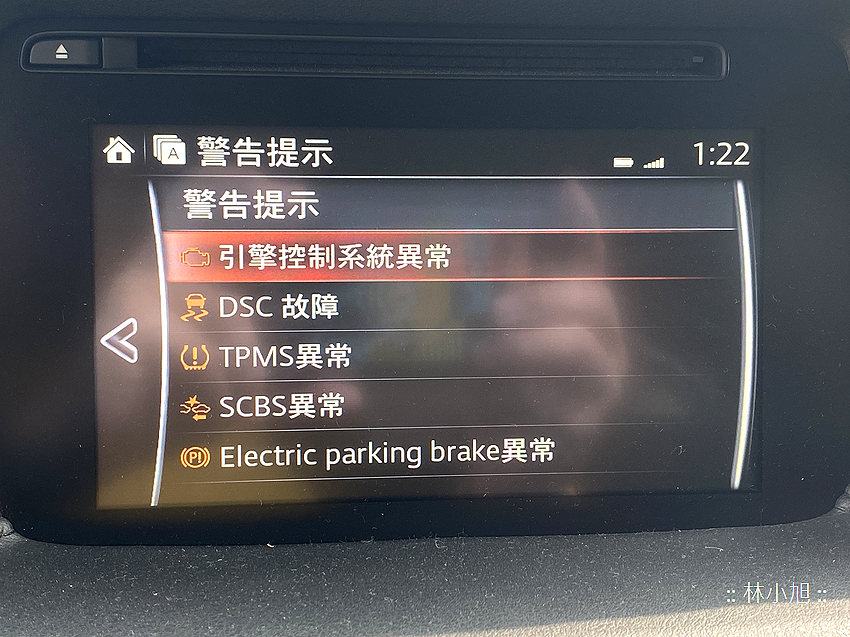 A 警告提示 1:22
警告提示
引擎控制系統異常
DSC 故障
TPMS異常
SCBS異常
(P!) Electric parking brake異常
:: 林小旭 ::